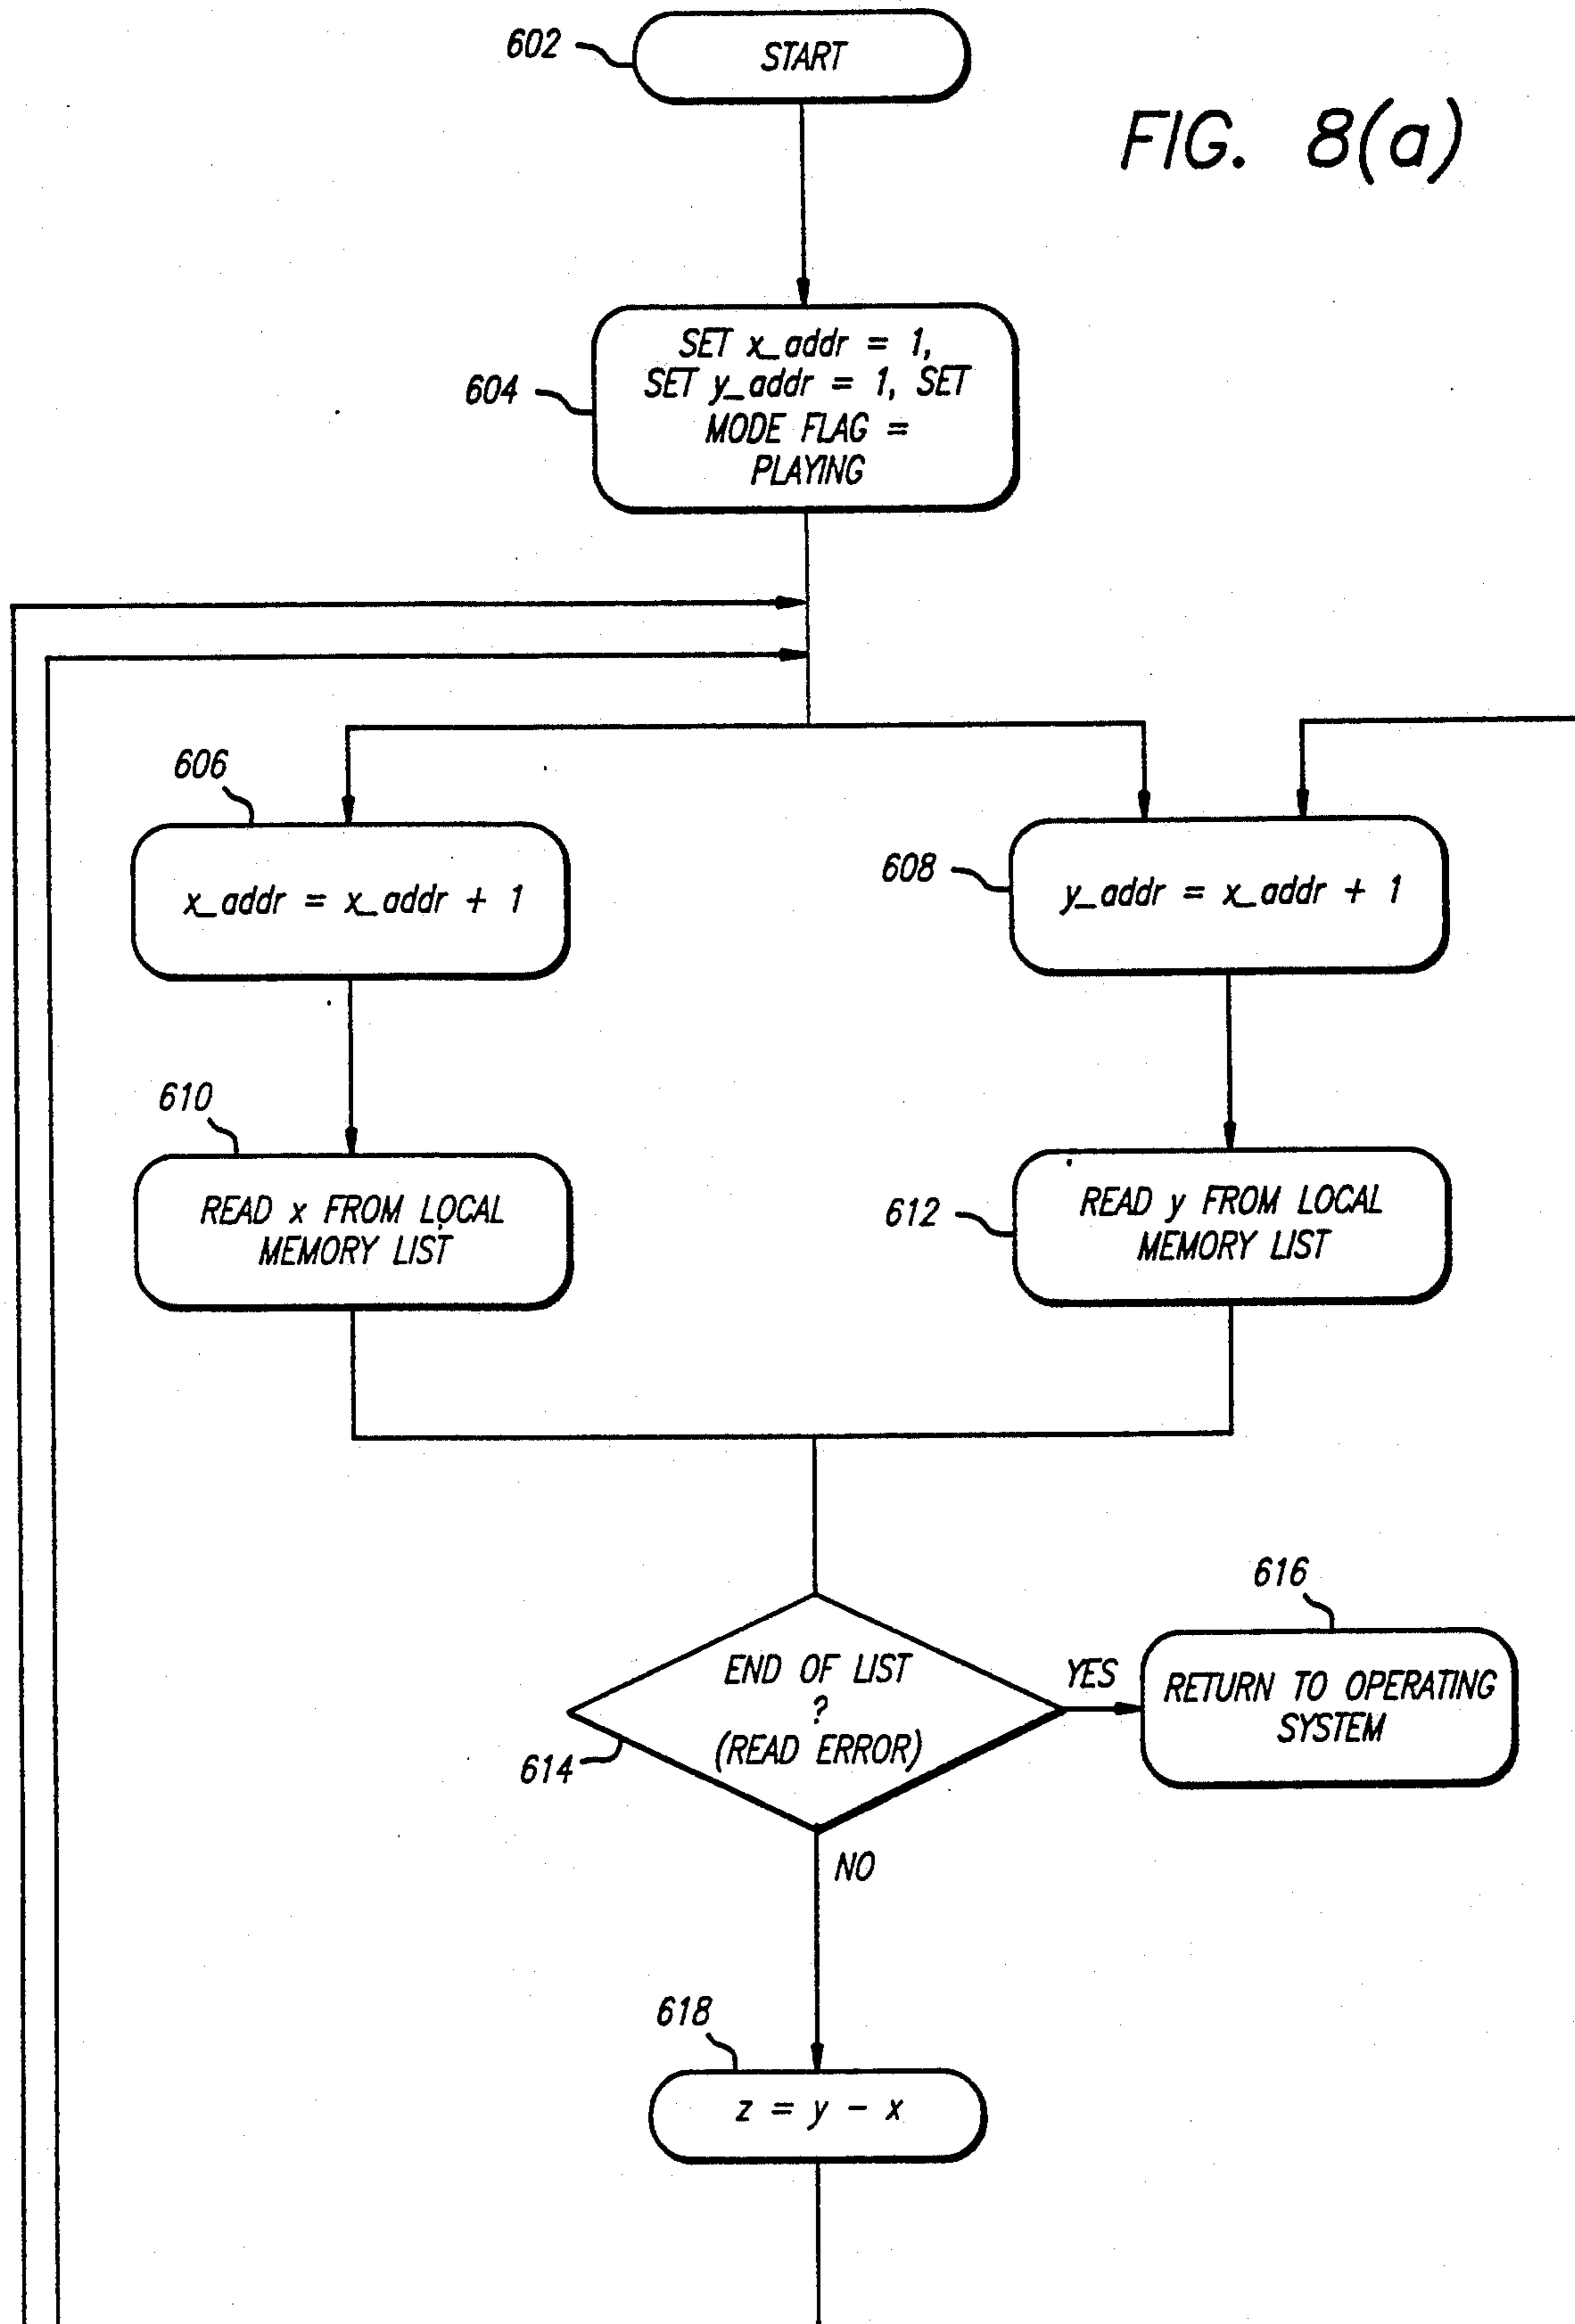 602
START
FIG. 8(a)
604
SET x_addr = 1,
SET y_addr = 1, SET
MODE FLAG =
PLAYING
606
x_addr = x_addr + 1
608
y_addr = x_addr + 1
610
READ x FROM LOCAL
MEMORY LIST
612
READ y FROM LOCAL
MEMORY LIST
614
END OF LIST
?
(READ ERROR)
YES
616
RETURN TO OPERATING
SYSTEM
NO
618
z = y - x